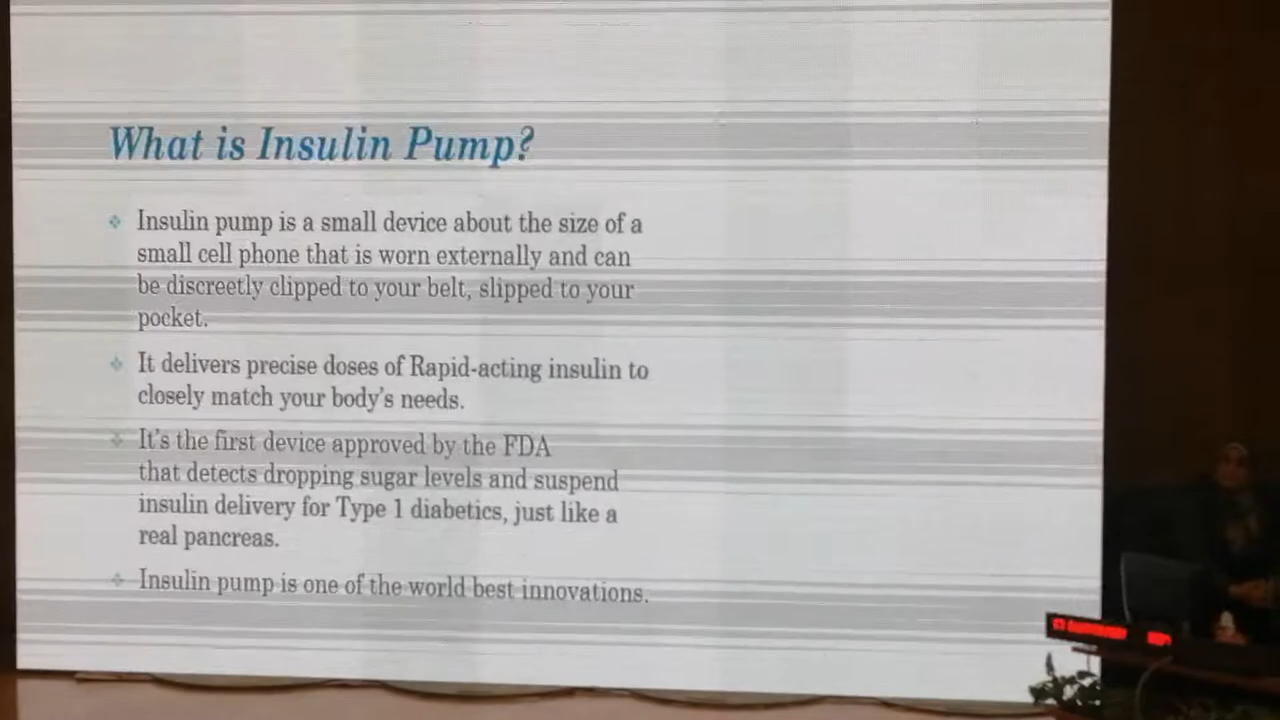 What is Insulin Pump?
Insulin pump is a small device about the size of a
small cell phone that is worn externally and can
be discreetly clipped to your belt, slipped to your
pocket.
It delivers precise doses of Rapid-acting insulin to
closely match your body's needs.
It's the first device approved by the FDA
that detects dropping sugar levels and suspend
insulin delivery for Type 1 diabetics, just like a
real pancreas.
Insulin pump is one of the world best innovations.